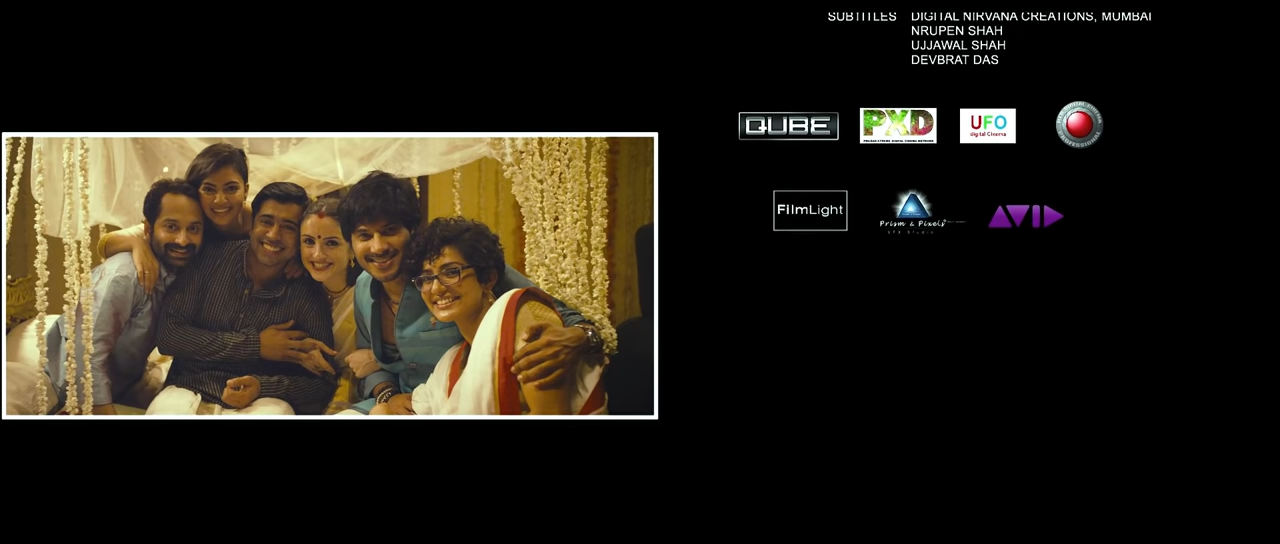 SUBTITLES DIGITAL NIRVANA CREATIONS, MUMBAI
NRUPEN SHAH
UJJAWAL SHAH
DEVBRAT DAS
QUBE
PXD
UFO
digital Cinema
FilmLight
Prism & Pixels
AVID